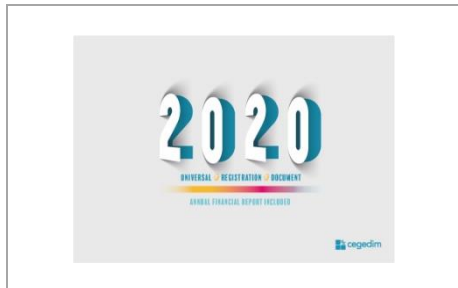 2020
UNIVERSAL REGISTRATION DOCUMENT
ANNUAL FINANCIAL REPORT INCLUDED
cegedim